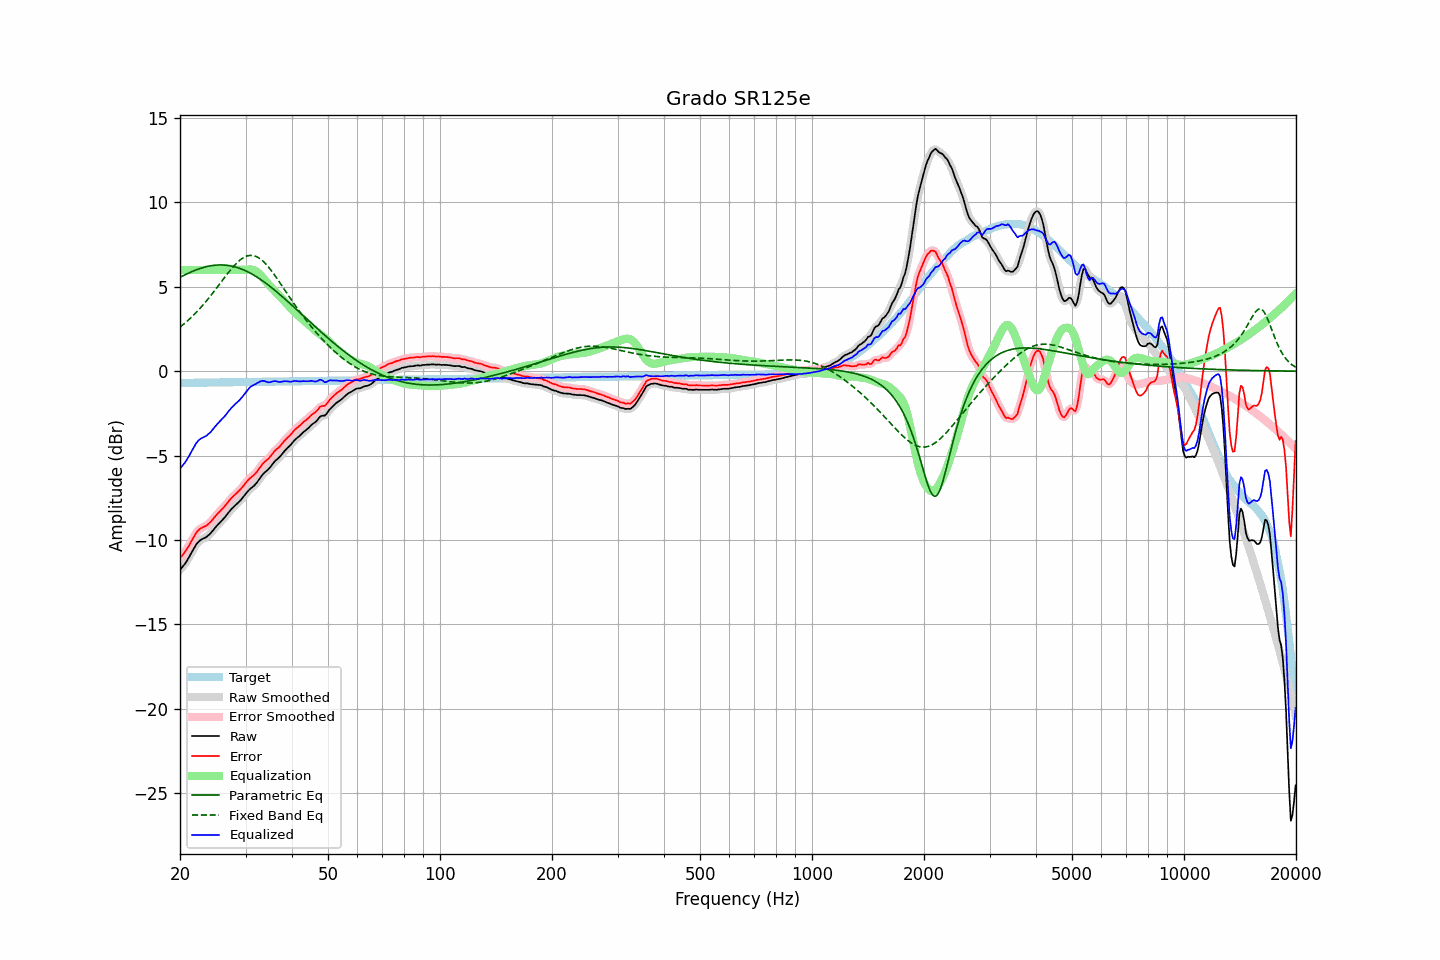 Grado SR125e
15
10
5
0
−5
−10
−15
−20
−25
Amplitude (dBr)
Target
Raw Smoothed
Error Smoothed
Raw
Error
Equalization
Parametric Eq
Fixed Band Eq
Equalized
20 50 100 200 500 1000 2000 5000 10000 20000
Frequency (Hz)